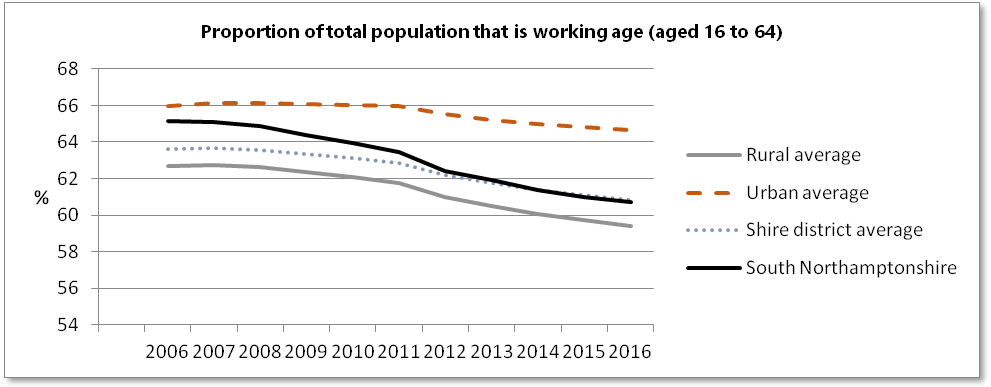 Proportion of total population that is working age (aged 16 to 64)
68
66
64
62
60
58
56
54
%
2006 2007 2008 2009 2010 2011 2012 2013 2014 2015 2016
Rural average
Urban average
Shire district average
South Northamptonshire